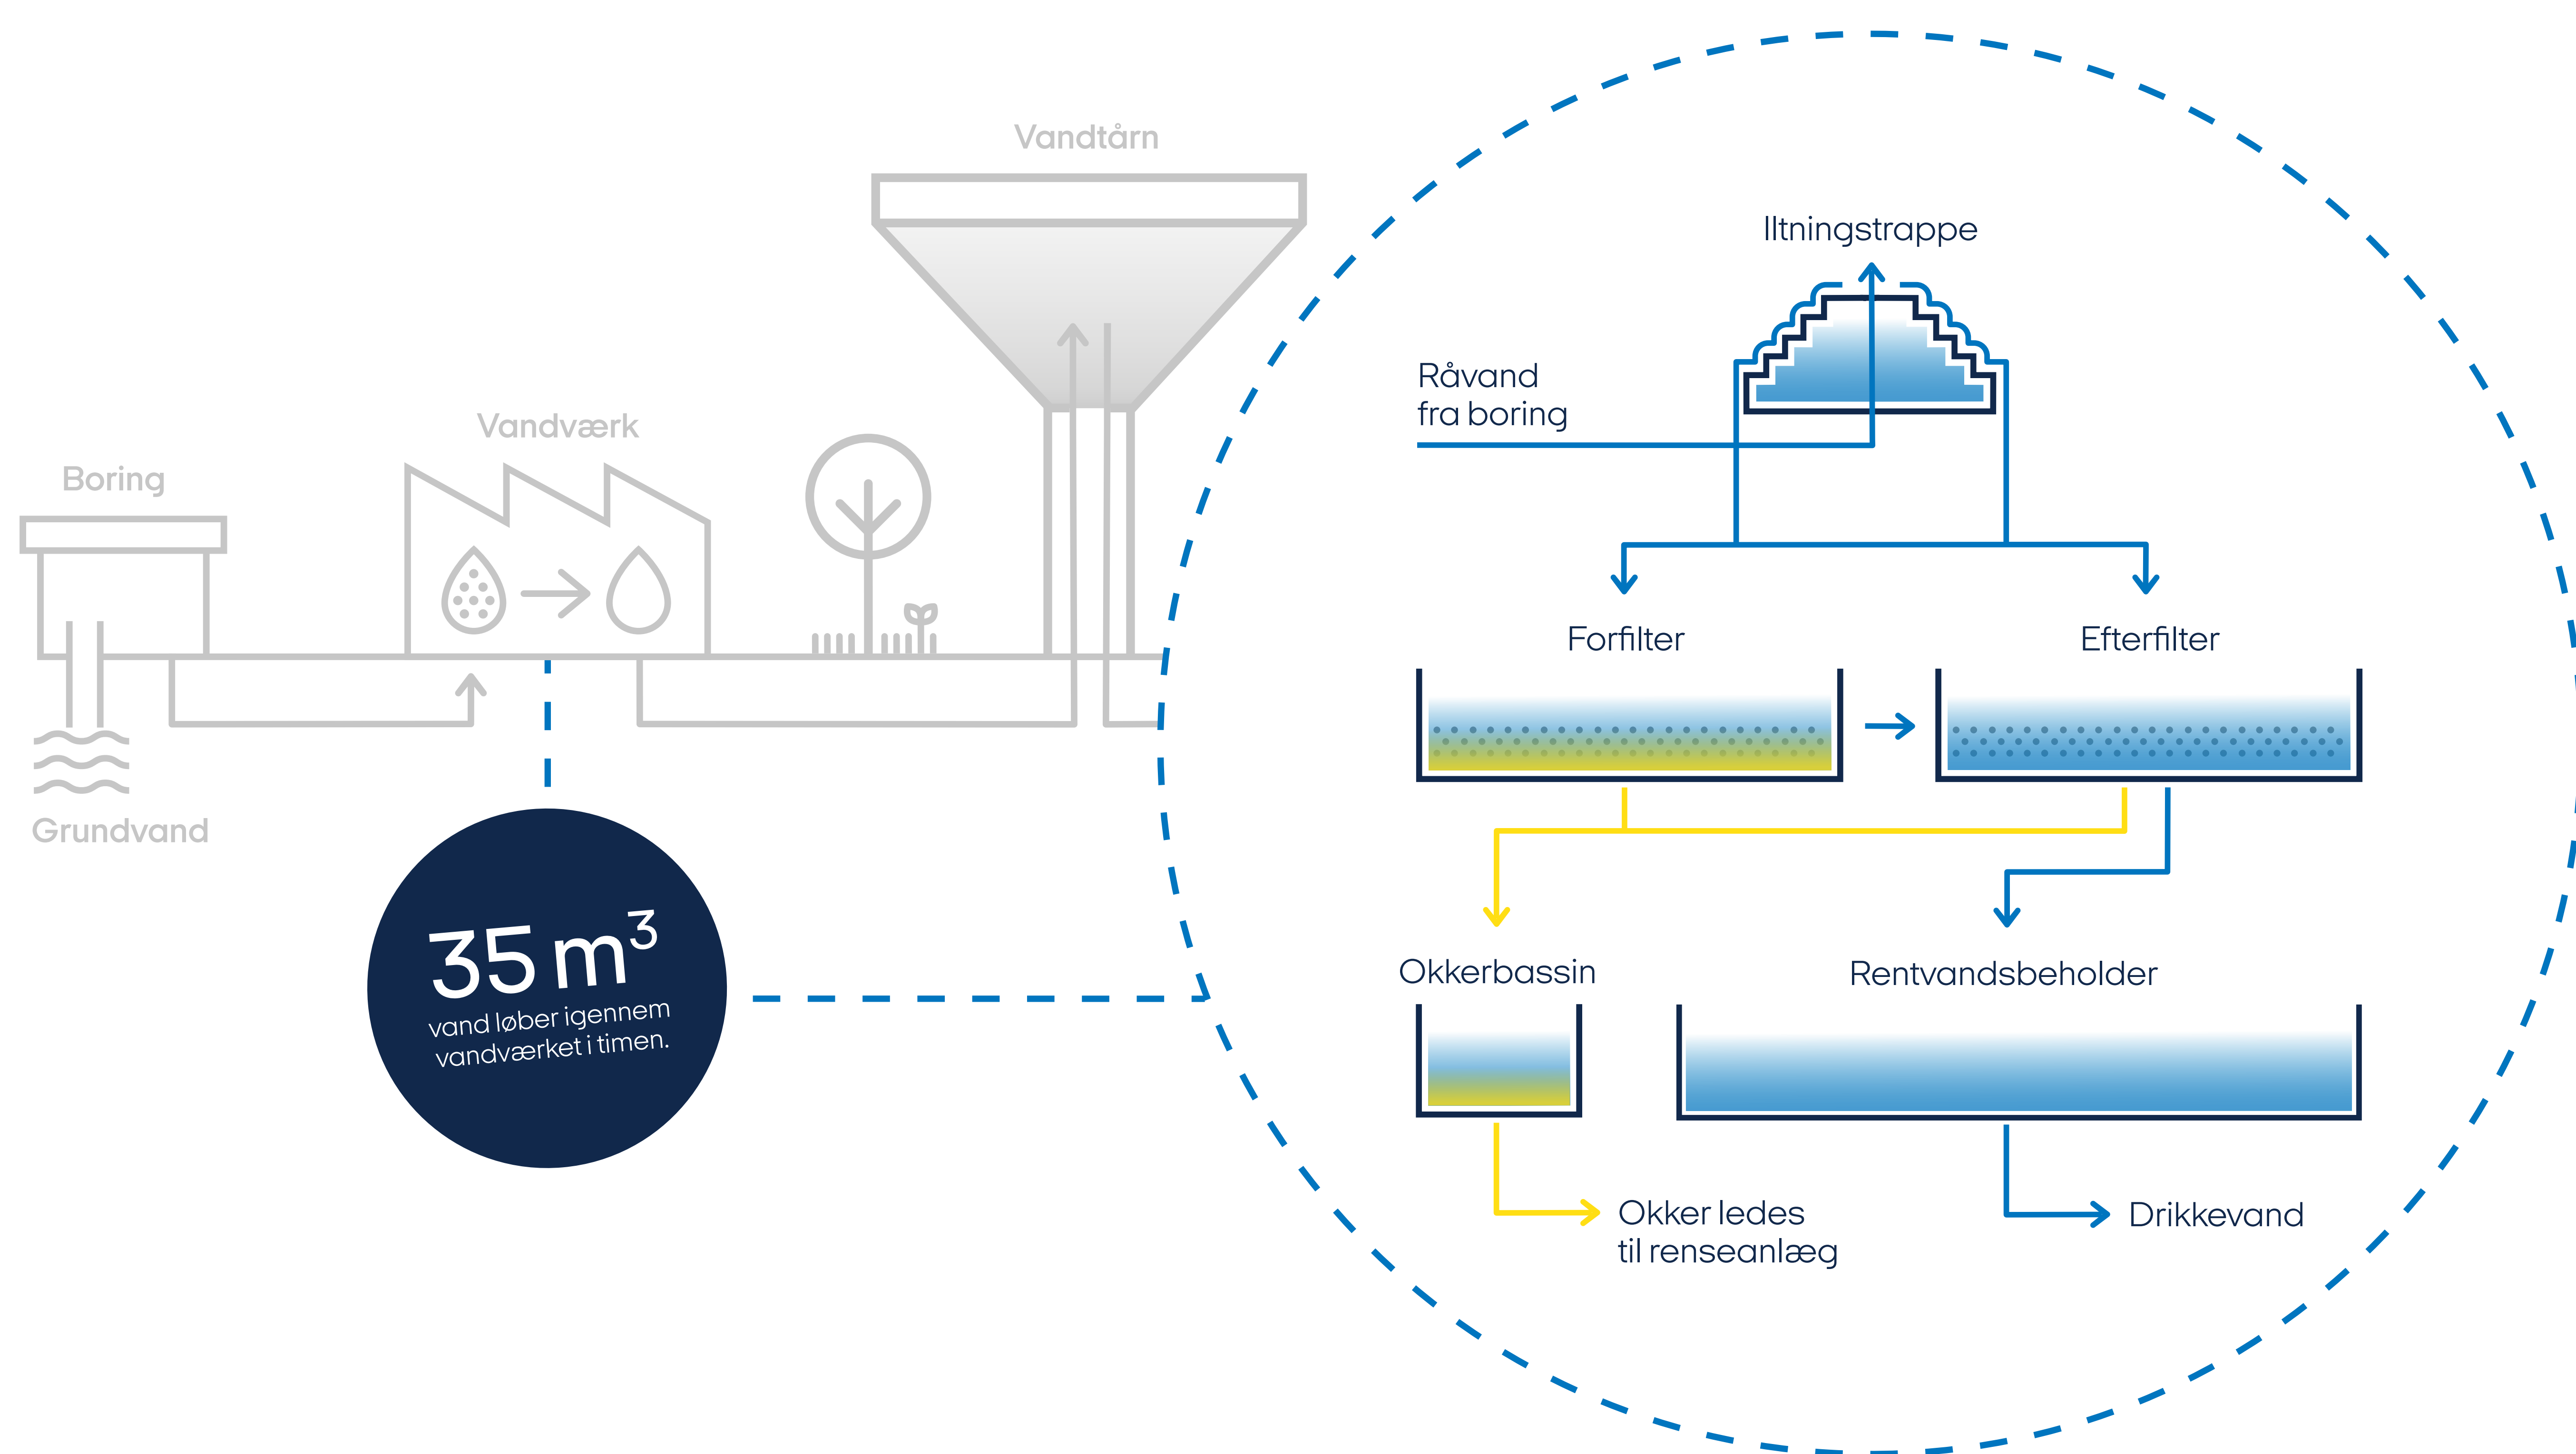 Vandtårn
Vandværk
Boring
Grundvand
35 m³
vand løber igennem
vandværket i timen.
Iltningstrappe
Råvand
fra boring
Forfilter
Efterfilter
Okkerbassin
Rentvandsbeholder
Okker ledes
til renseanlæg
Drikkevand